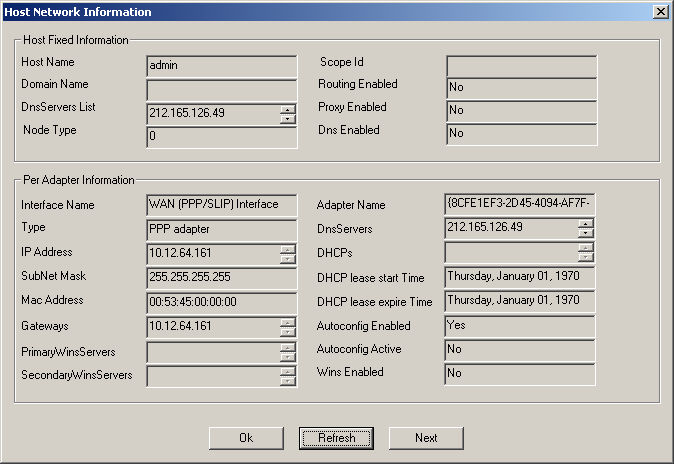 Host Network Information
Host Fixed Information
Host Name admin Scope Id
Domain Name Routing Enabled No
DnsServers List 212.165.126.49 Proxy Enabled No
Node Type 0 Dns Enabled No
Per Adapter Information
Interface Name WAN (PPP/SLIP) Interface Adapter Name {8CFE1EF3-2D45-4094-AF7F-
Type PPP adapter DnsServers 212.165.126.49
IP Address 10.12.64.161 DHCPs
SubNet Mask 255.255.255.255 DHCP lease start Time Thursday, January 01, 1970
Mac Address 00:53:45:00:00:00 DHCP lease expire Time Thursday, January 01, 1970
Gateways 10.12.64.161 Autoconfig Enabled Yes
PrimaryWinsServers Autoconfig Active No
SecondaryWinsServers Wins Enabled No
Ok Refresh Next